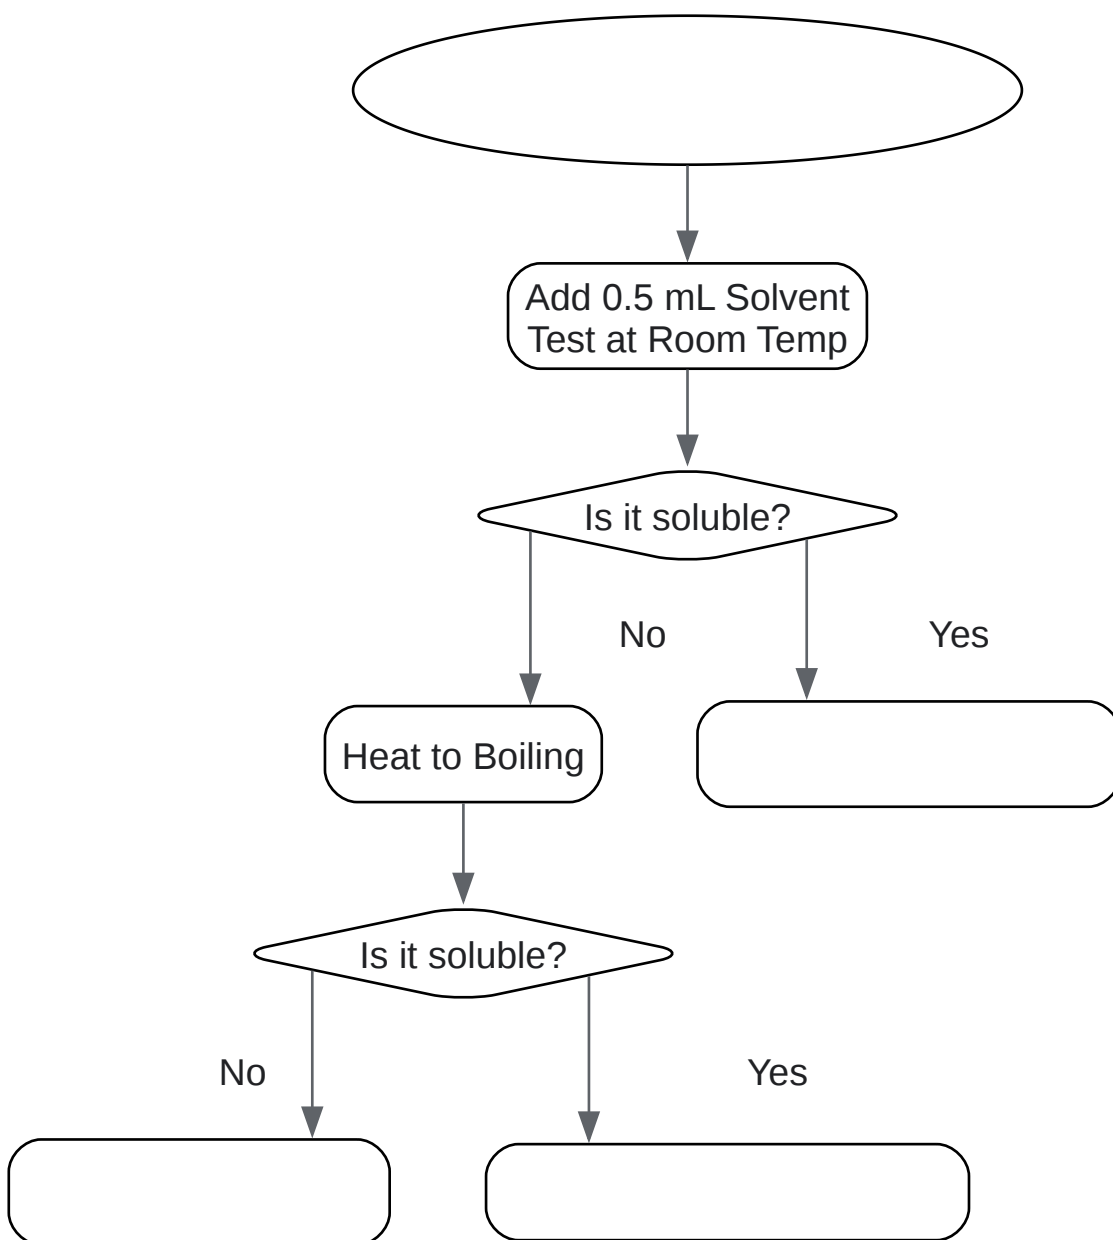 Add 0.5 mL Solvent
Test at Room Temp
Is it soluble?
No
Yes
Heat to Boiling
Is it soluble?
No
Yes